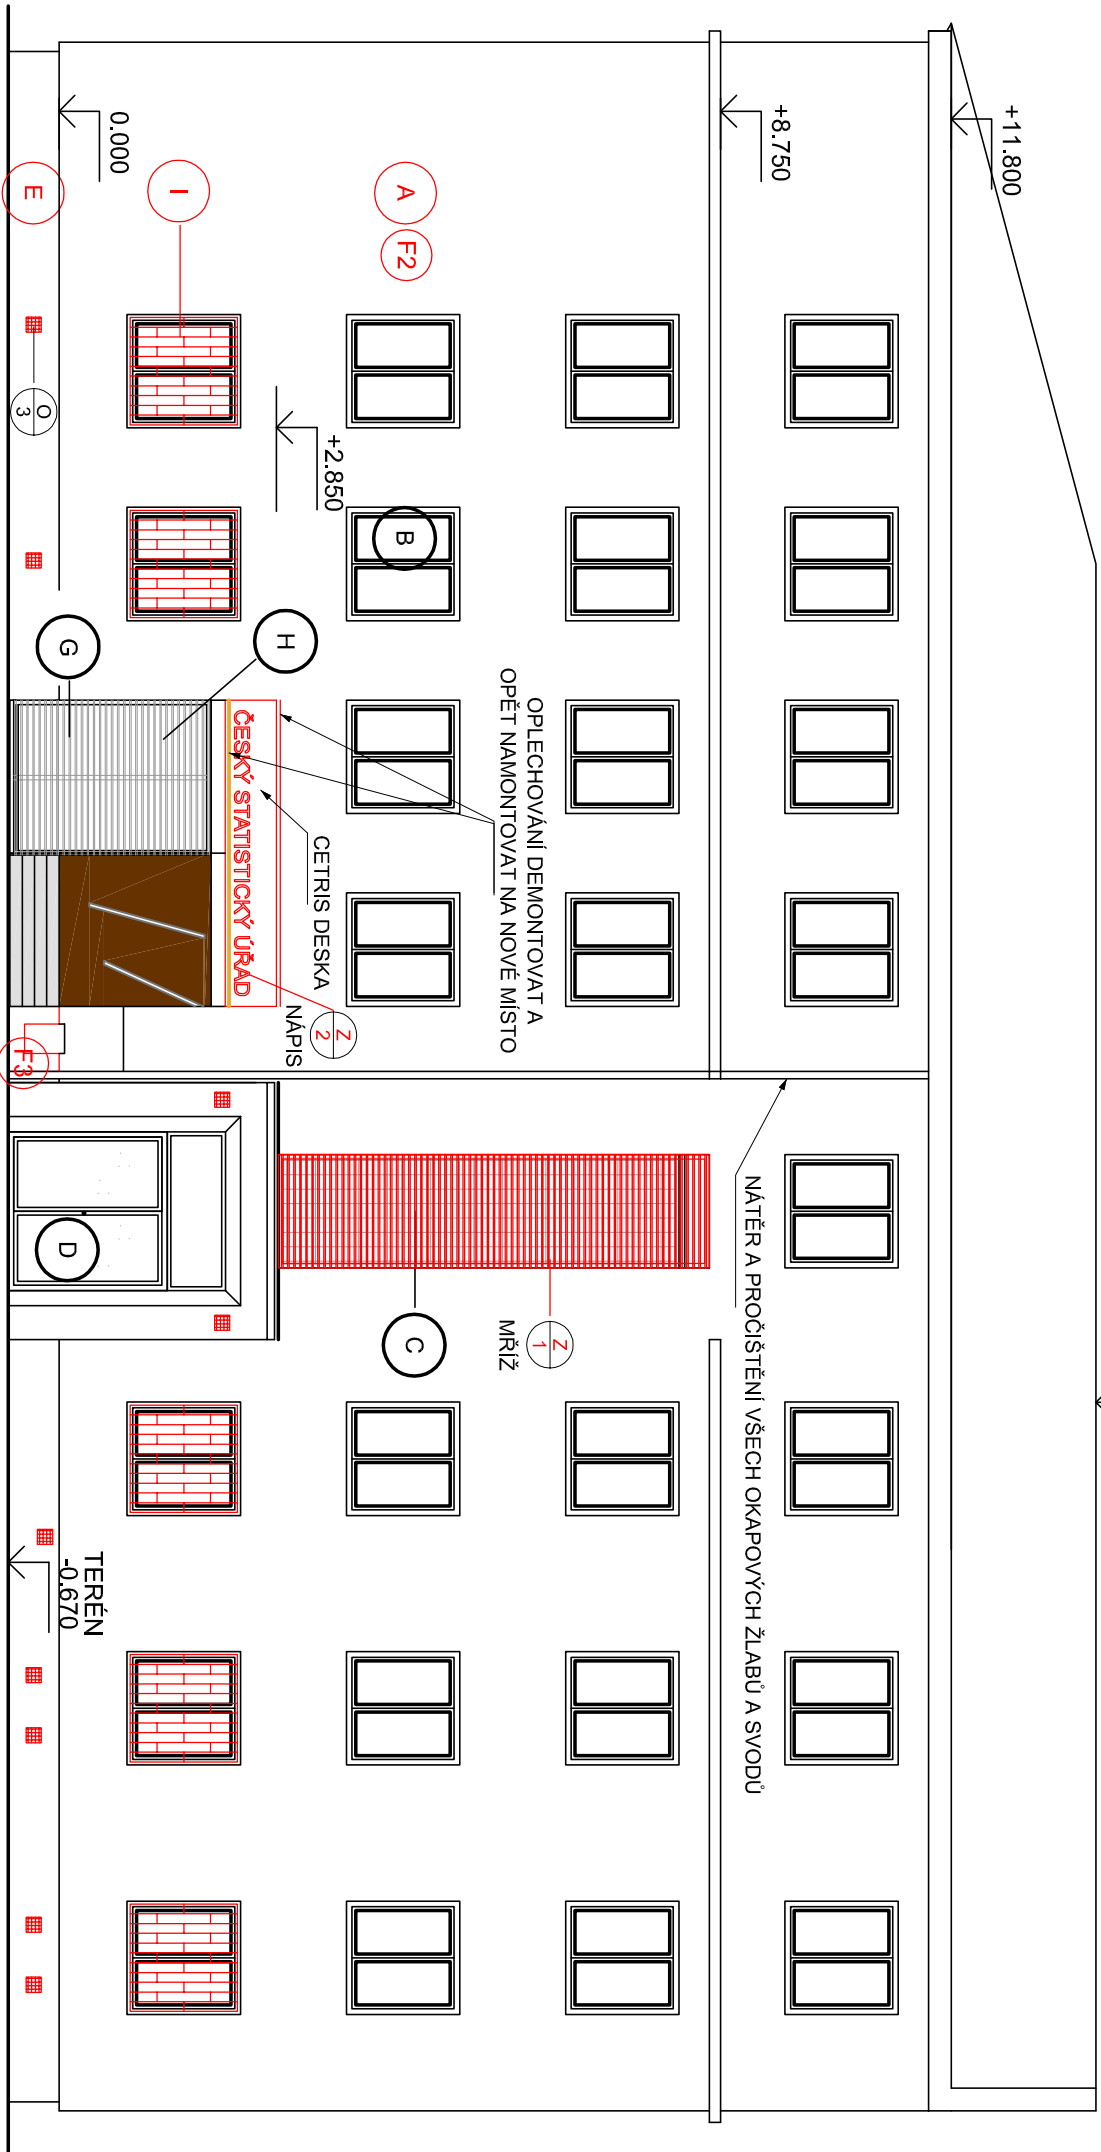 +11.800
+8.750
0.000
E
I
A
F2
O
3
+2.850
B
G
H
OPLECHOVÁNÍ DEMONTOVAT A
OPĚT NAMONTOVAT NA NOVÉ MÍSTO
ČESKÝ STATISTICKÝ ÚŘAD
CETRIS DESKA
Z
2
NÁPIS
F3
NÁTĚR A PROČIŠTĚNÍ VŠECH OKAPOVÝCH ŽLABŮ A SVODŮ
D
C
Z
1
MŘÍŽ
TERÉN
-0.670